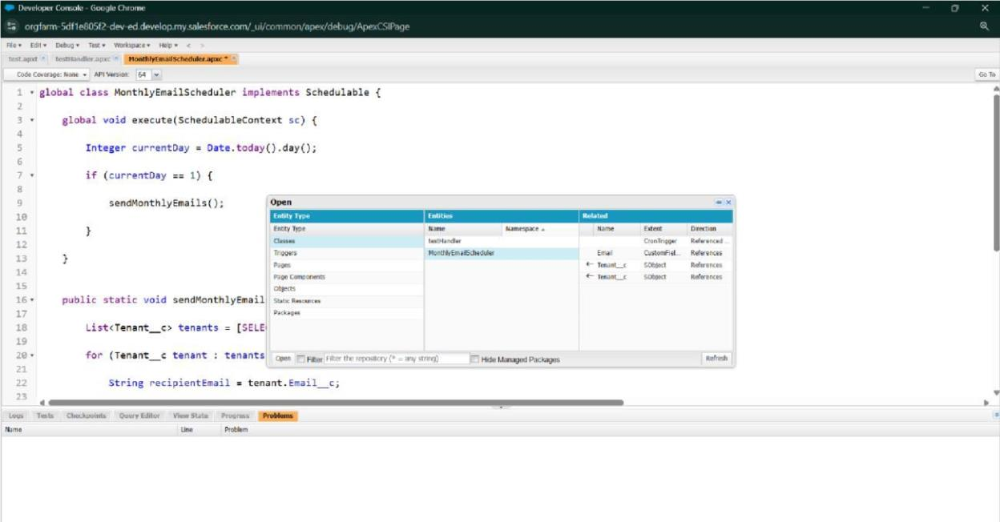 Developer Console - Google Chrome
orgfarm-5df1e805f2-dev-ed.develop.my.salesforce.com/_ui/common/apex/debug/ApexCSIPage
File Edit Debug Test Workspace Help < >
test.apxt testHandler.apxc MonthlyEmailScheduler.apxc *
Code Coverage: None API Version: 64 Go To
1 global class MonthlyEmailScheduler implements Schedulable {
2
3 global void execute(SchedulableContext sc) {
4
5 Integer currentDay = Date.today().day();
6
7 if (currentDay == 1) {
8
9 sendMonthlyEmails();
10
11 }
12
13 }
14
15
16 public static void sendMonthlyEmail
17
18 List<Tenant__c> tenants = [SELE
19
20 for (Tenant__c tenant : tenants
21
22 String recipientEmail = tenant.Email__c;
23
Open
Entity Type Entities Related
Entity Type Name Namespace Name Extent Direction
Classes testHandler CronTrigger Referenced ...
Triggers MonthlyEmailScheduler Email CustomFiel... References
Pages ← Tenant__c SObject References
Page Components ← Tenant__c SObject References
Objects
Static Resources
Packages
Open Filter Filter the repository (* = any string) Hide Managed Packages Refresh
Logs Tests Checkpoints Query Editor View State Progress Problems
Name Line Problem